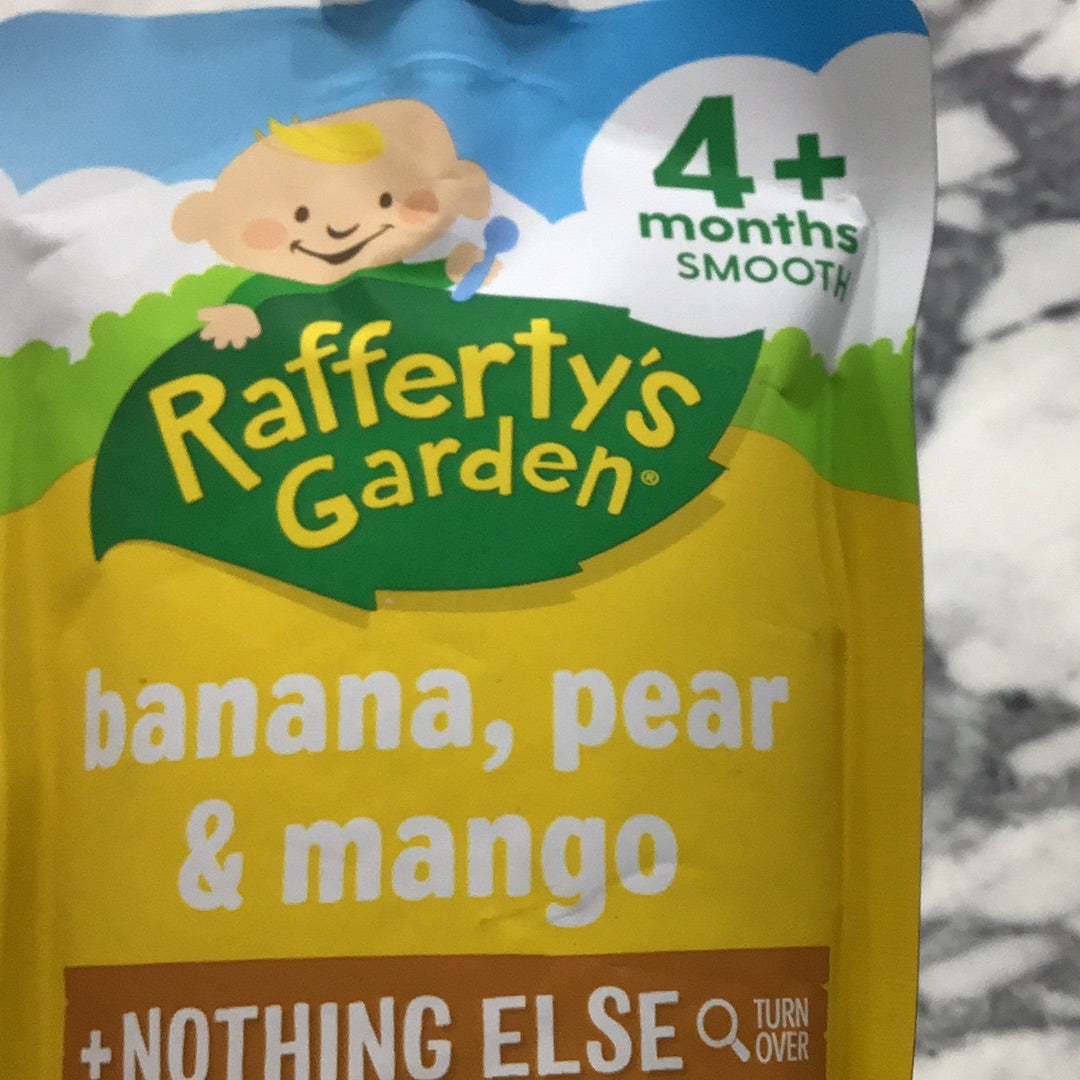 4+
months
SMOOTH
Rafferty's
Garden®
banana, pear
& mango
+NOTHING ELSE
TURN
OVER